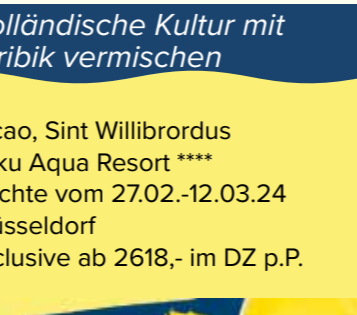 olländische Kultur mit
ribik vermischen
cao, Sint Willibrordus
ku Aqua Resort ****
chte vom 27.02.-12.03.24
üsseldorf
clusive ab 2618,- im DZ p.P.